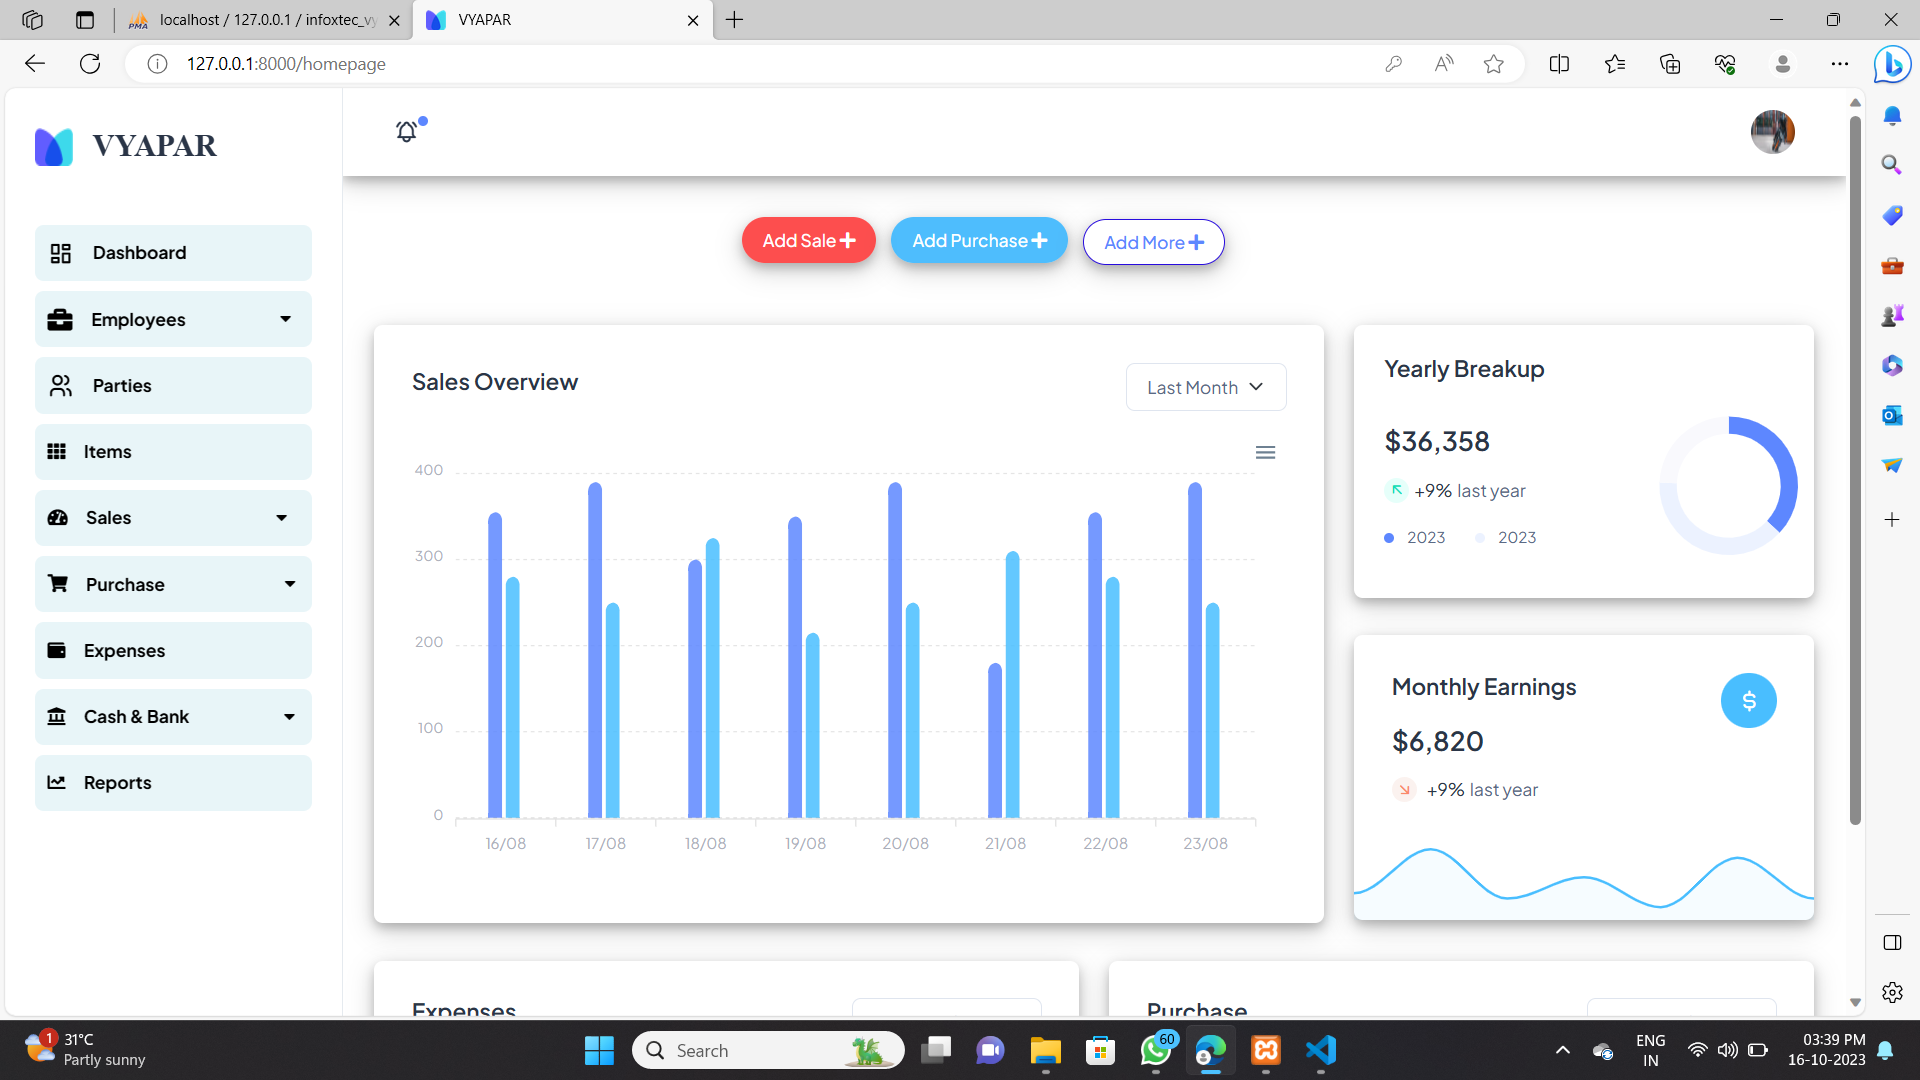 localhost / 127.0.0.1 / infoxtec_vy
VYAPAR
127.0.0.1:8000/homepage
VYAPAR
Dashboard
Employees
Parties
Items
Sales
Purchase
Expenses
Cash & Bank
Reports
Add Sale
Add Purchase
Add More
Sales Overview
Last Month
400
300
200
100
0
16/08 17/08 18/08 19/08 20/08 21/08 22/08 23/08
Yearly Breakup
$36,358
+9% last year
2023 2023
Monthly Earnings
$
$6,820
+9% last year
Expenses
Purchase
1
31°C
Partly sunny
Search
60
ENG
IN
03:39 PM
16-10-2023